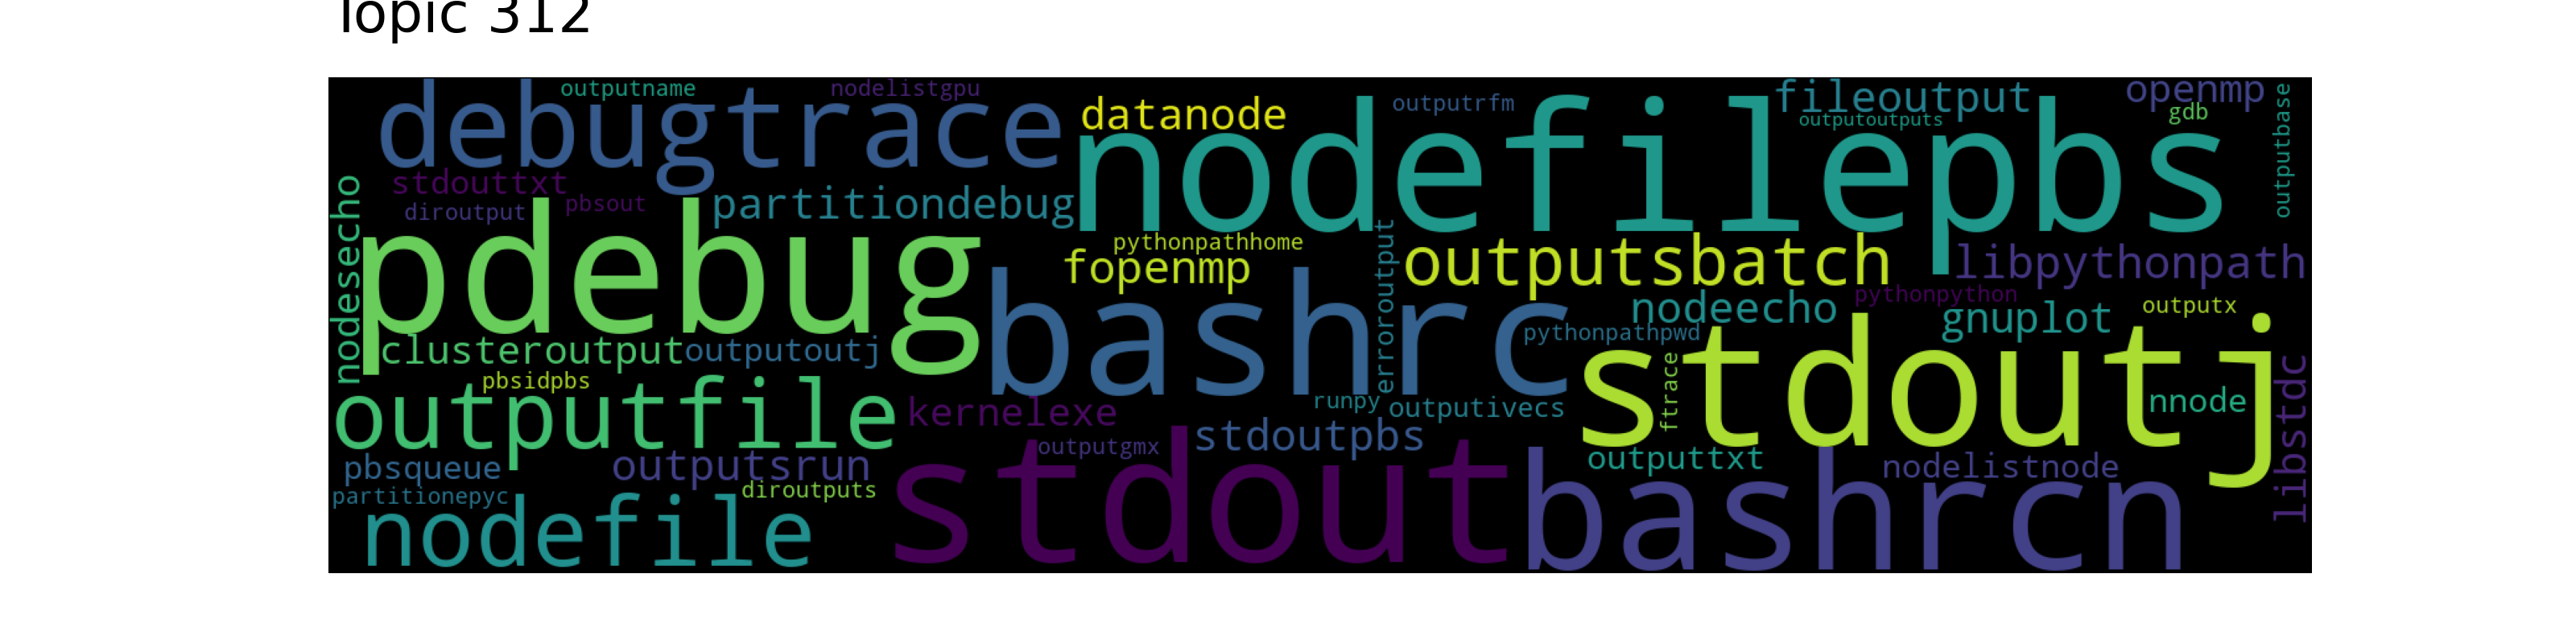 Topic 312
outputname
nodelistgpu
debugtrace
datanode
outputrfm
fileoutput
openmp
outputoutputs
gdb
outputbase
nodefilepbs
stdouttxt
diroutput
pbsout
partitiondebug
nodesecho
pdebug
pythonpathhome
fopenmp
erroroutput
outputsbatch
libpythonpath
bashrc
nodeecho
pythonpython
outputx
pythonpathpwd
gnuplot
clusteroutput
outputoutj
stdoutj
pbsidpbs
ftrace
nnode
libstdc
outputfile
kernelexe
runpy
outputivecs
outputgmx
stdoutpbs
pbsqueue
outputsrun
outputtxt
nodelistnode
partitionepyc
diroutputs
nodefile
stdout
bashrcn